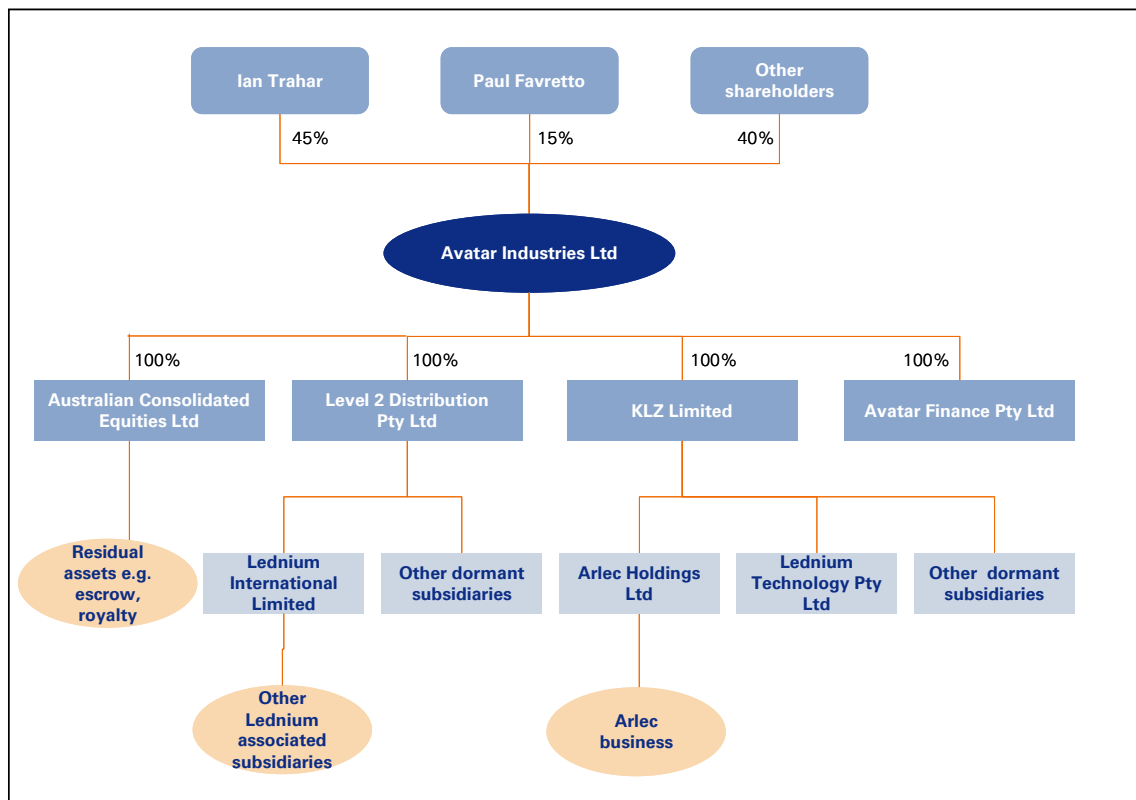 Ian Trahar
Paul Favretto
Other
shareholders
45%
15%
40%
Avatar Industries Ltd
100%
100%
100%
100%
Australian Consolidated
Equities Ltd
Level 2 Distribution
Pty Ltd
KLZ Limited
Avatar Finance Pty Ltd
Residual
assets e.g.
escrow,
royalty
Lednium
International
Limited
Other dormant
subsidiaries
Arlec Holdings
Ltd
Lednium
Technology Pty
Ltd
Other  dormant
subsidiaries
Other
Lednium
associated
subsidiaries
Arlec
business